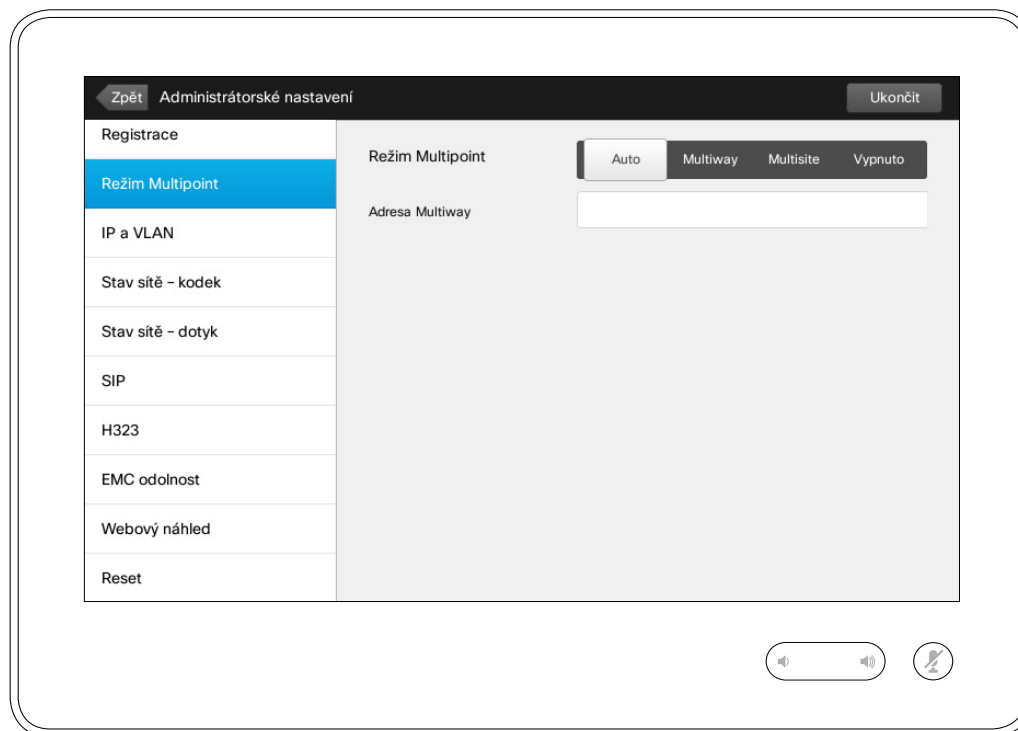 Zpět Administrátorské nastavení Ukončit
Registrace
Režim Multipoint
IP a VLAN
Stav sítě – kodek
Stav sítě – dotyk
SIP
H323
EMC odolnost
Webový náhled
Reset
Režim Multipoint Auto Multiway Multisite Vypnuto
Adresa Multiway